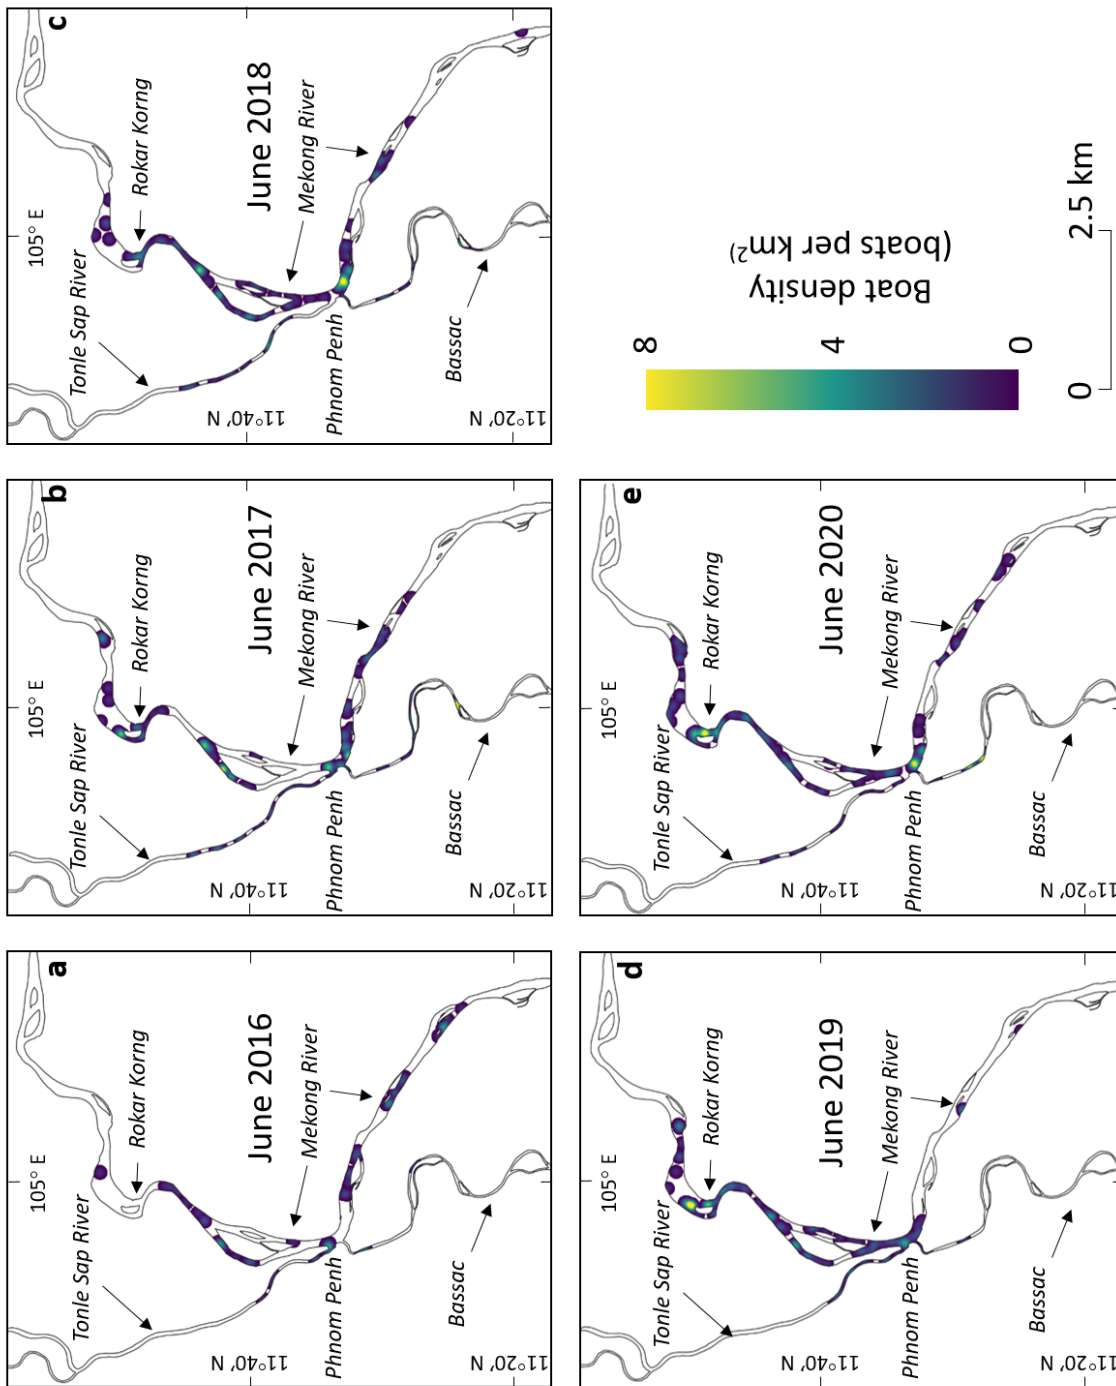 a
105° E
Tonle Sap River
Rokar Korng
11°40' N
June 2016
Mekong River
Phnom Penh
Bassac
11°20' N
b
105° E
Tonle Sap River
Rokar Korng
11°40' N
June 2017
Mekong River
Phnom Penh
Bassac
11°20' N
c
105° E
Tonle Sap River
Rokar Korng
11°40' N
June 2018
Mekong River
Phnom Penh
Bassac
11°20' N
d
105° E
Tonle Sap River
Rokar Korng
11°40' N
June 2019
Mekong River
Phnom Penh
Bassac
11°20' N
e
105° E
Tonle Sap River
Rokar Korng
11°40' N
June 2020
Mekong River
Phnom Penh
Bassac
11°20' N
8
4
0
Boat density
(boats per km²)
0
2.5 km